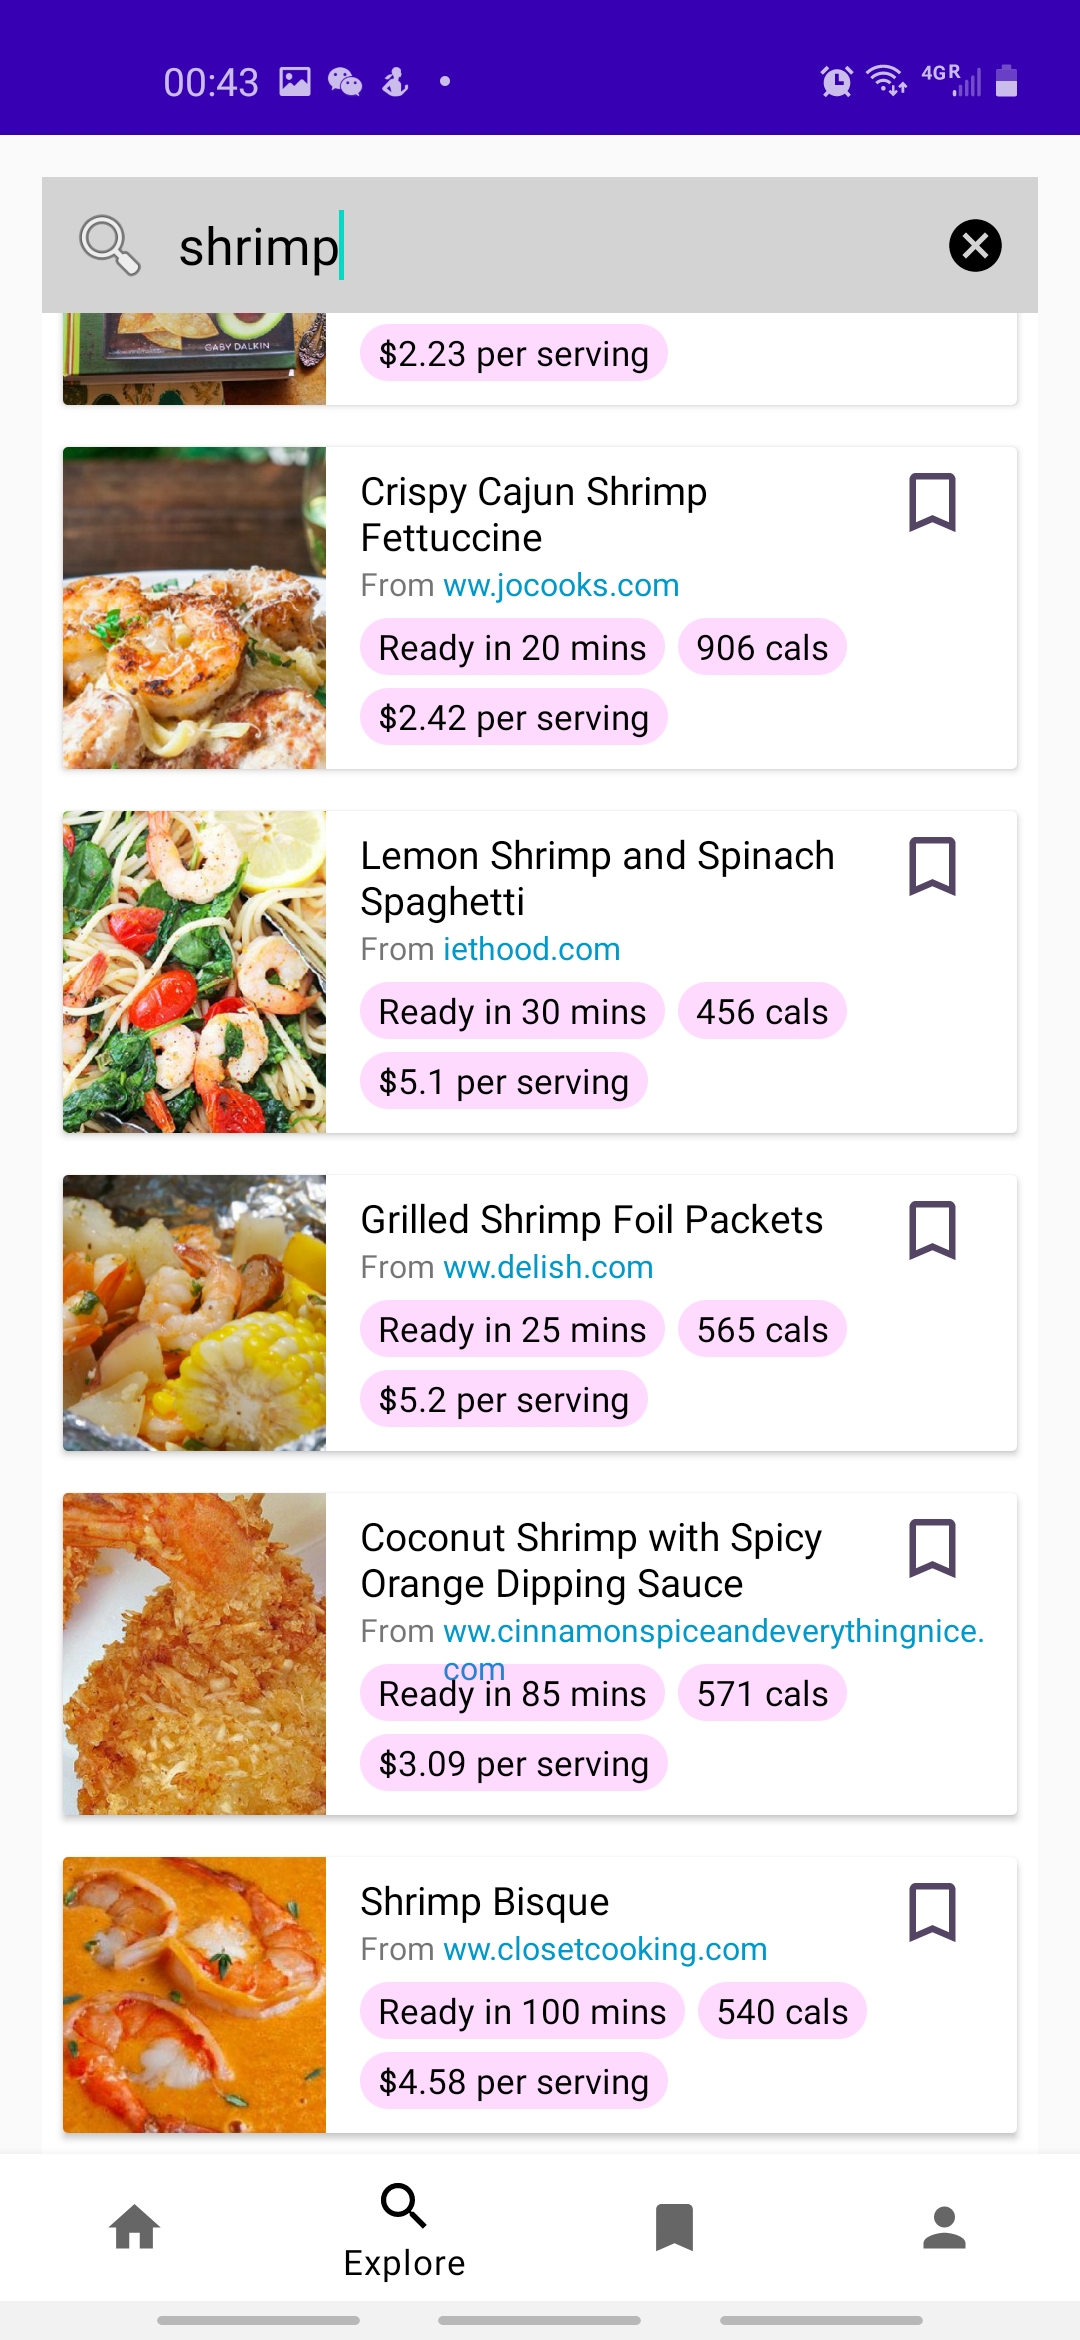 00:43
4G R
shrimp
GABY DALKIN
$2.23 per serving
Crispy Cajun Shrimp
Fettuccine
From ww.jocooks.com
Ready in 20 mins 906 cals
$2.42 per serving
Lemon Shrimp and Spinach
Spaghetti
From iethood.com
Ready in 30 mins 456 cals
$5.1 per serving
Grilled Shrimp Foil Packets
From ww.delish.com
Ready in 25 mins 565 cals
$5.2 per serving
Coconut Shrimp with Spicy
Orange Dipping Sauce
From ww.cinnamonspiceandeverythingnice.
com
Ready in 85 mins 571 cals
$3.09 per serving
Shrimp Bisque
From ww.closetcooking.com
Ready in 100 mins 540 cals
$4.58 per serving
Explore